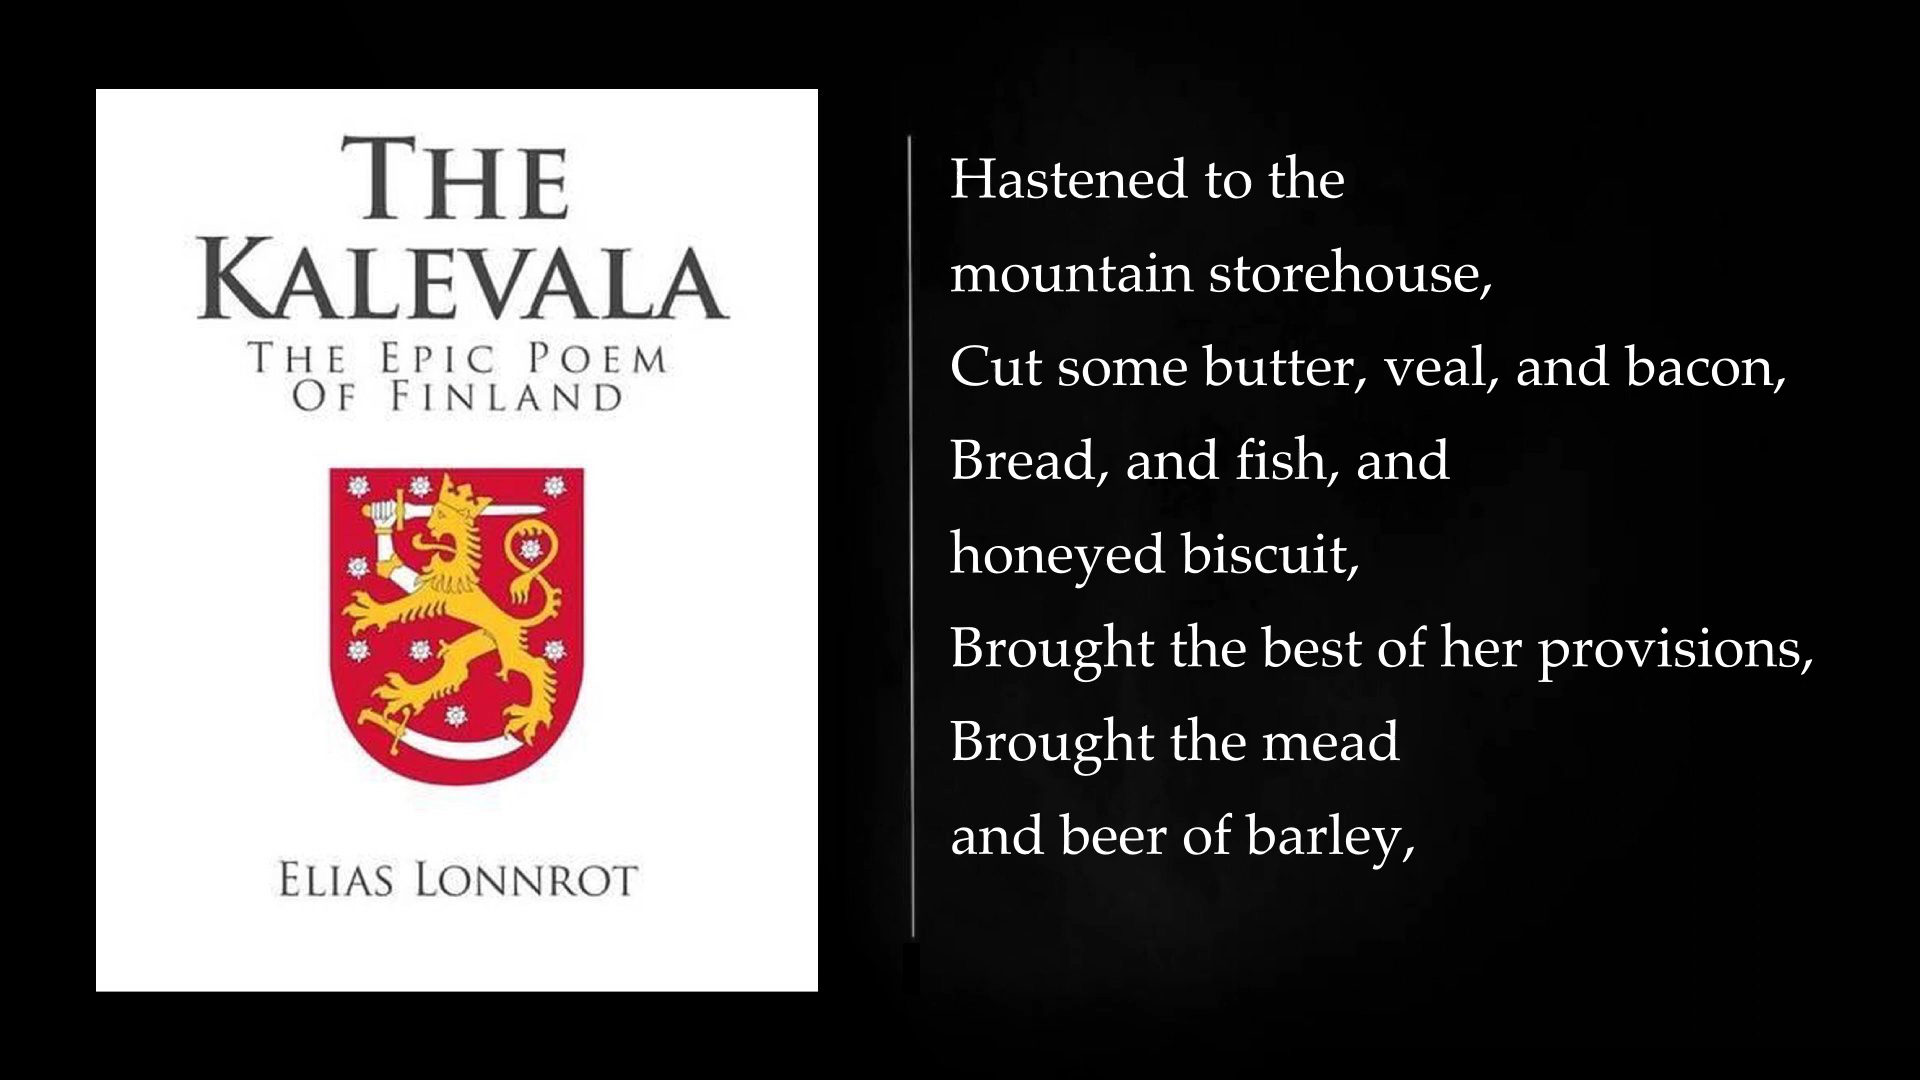 THE
KALEVALA
THE EPIC POEM
OF FINLAND
ELIAS LONNROT
Hastened to the
mountain storehouse,
Cut some butter, veal, and bacon,
Bread, and fish, and
honeyed biscuit,
Brought the best of her provisions,
Brought the mead
and beer of barley,